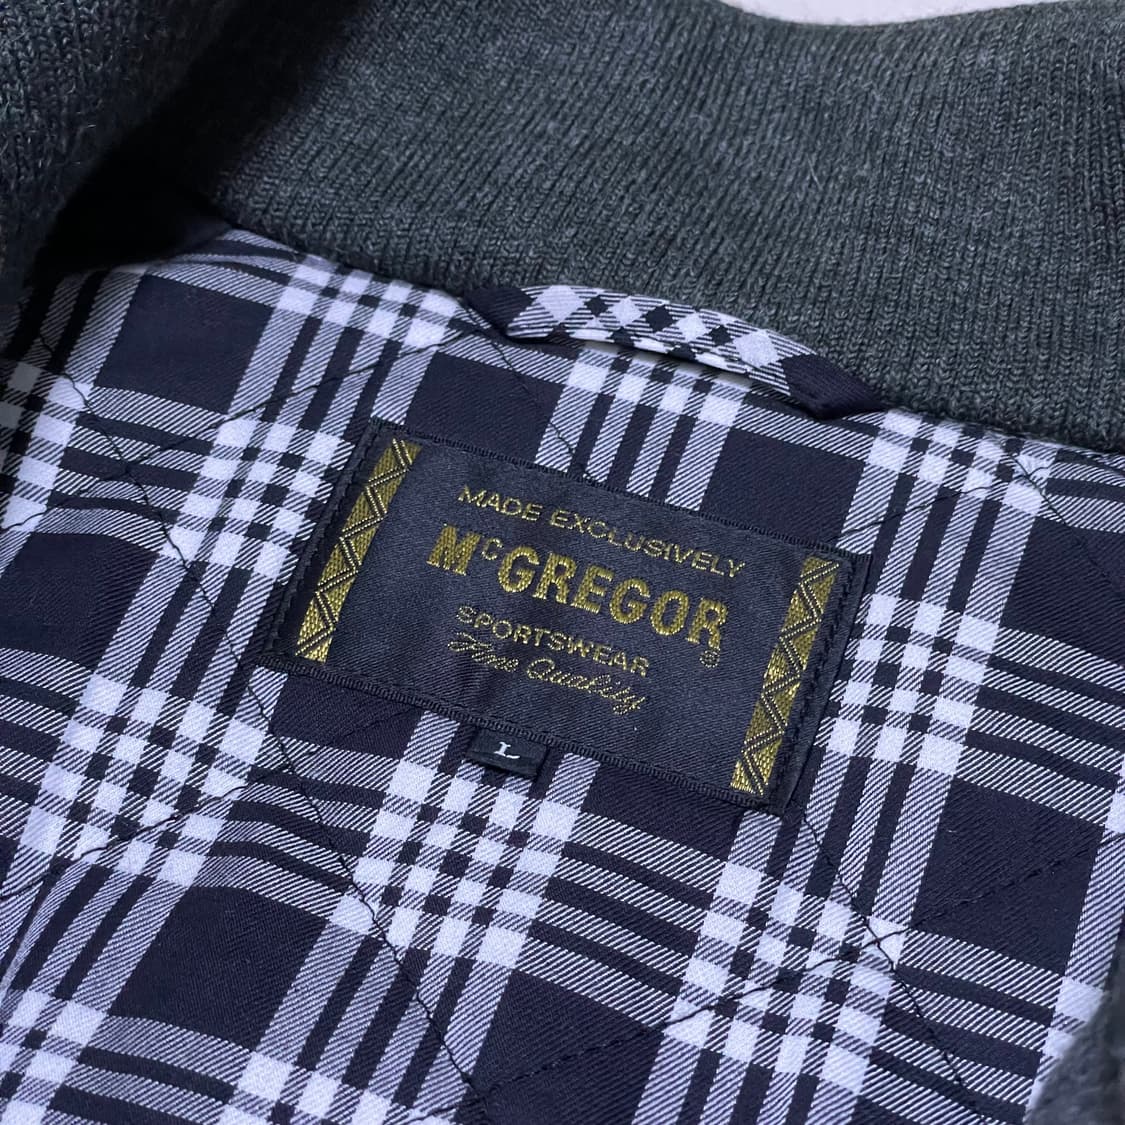 MADE EXCLUSIVELY
McGREGOR®
SPORTSWEAR
Fine Quality
L